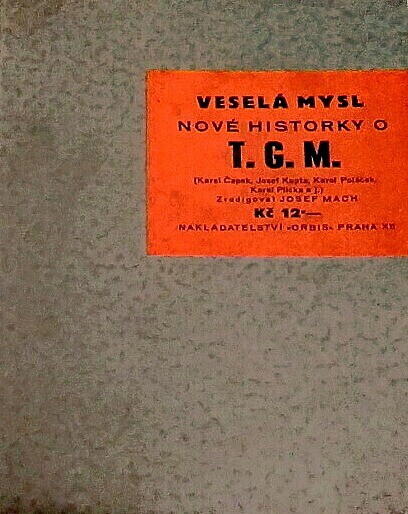 VESELÁ MYSL
NOVÉ HISTORKY O
T. G. M.
(Karel Čapek, Josef Kopta, Karel Poláček,
Karel Plicka a j.)
Zredigoval JOSEF MACH
Kč 12·—
NAKLADATELSTVÍ »ORBIS« PRAHA XII